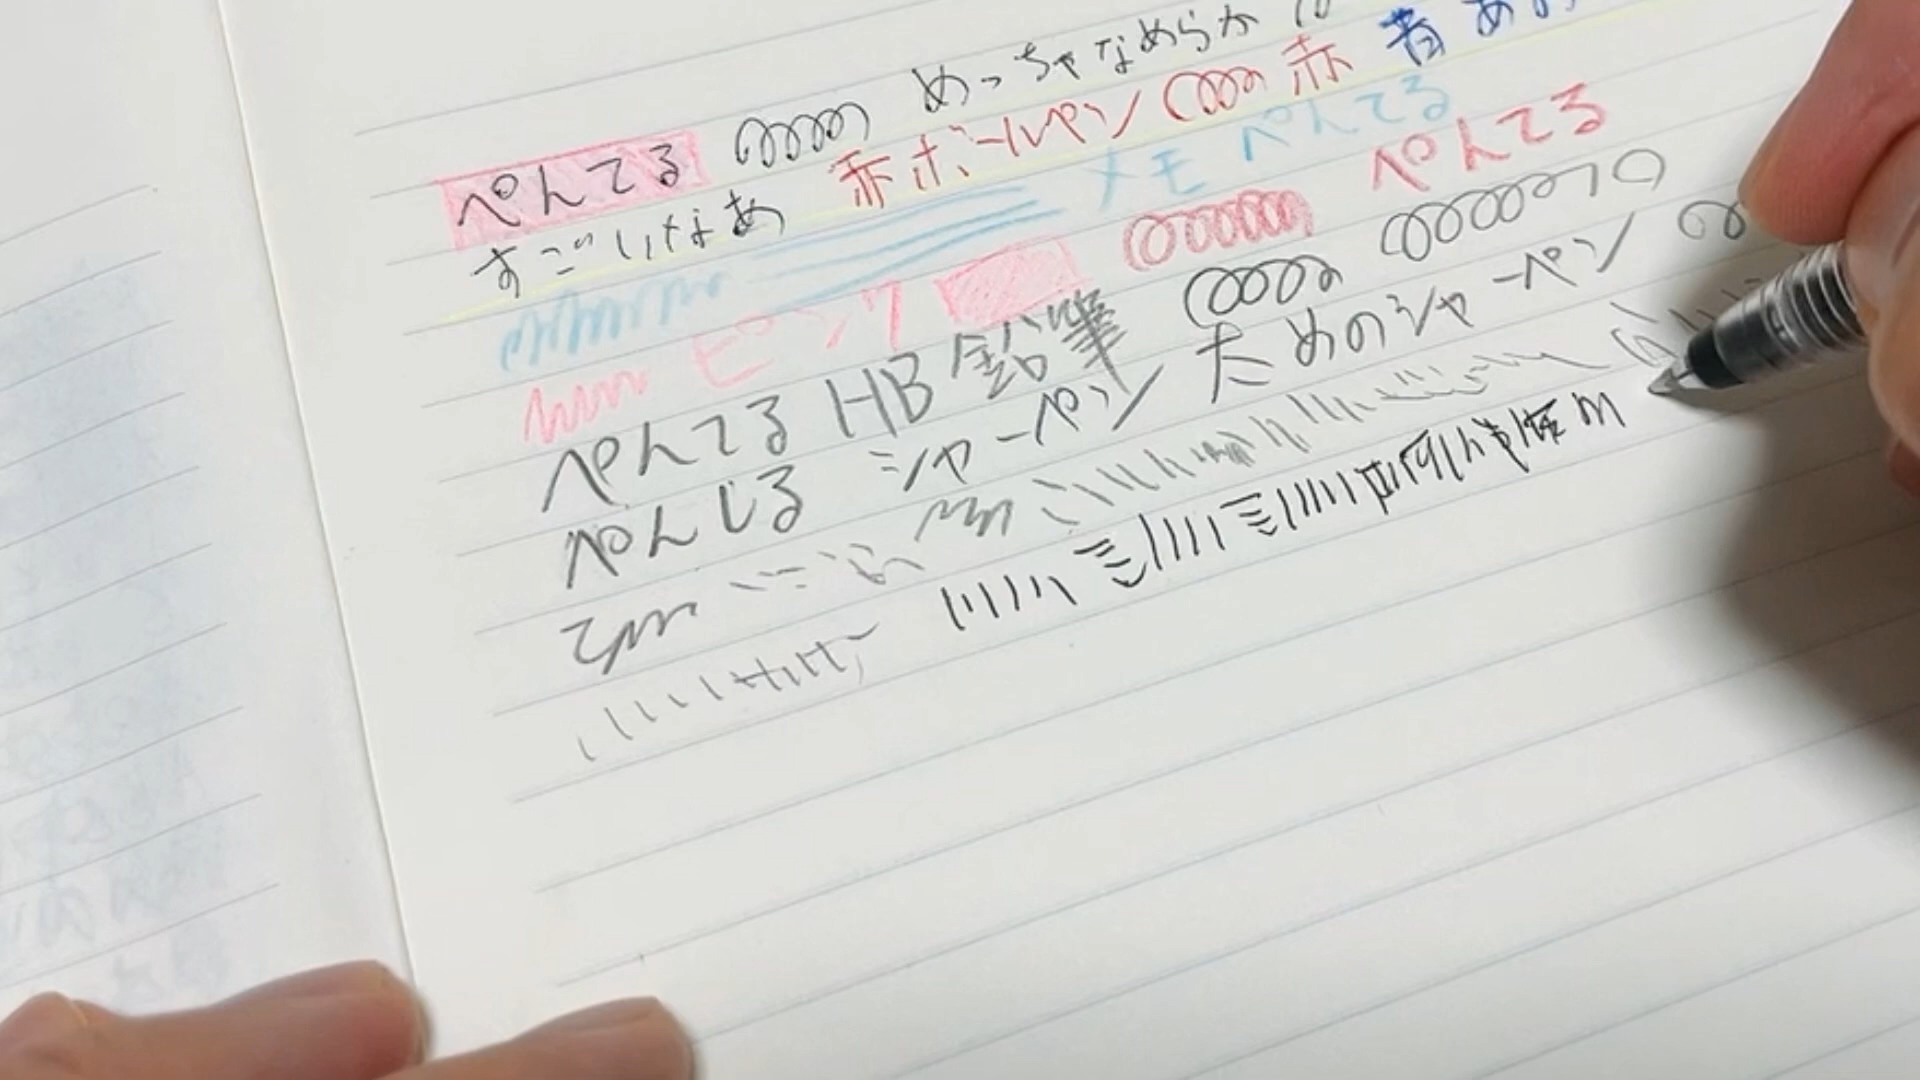 ぺんてる めっちゃなめらか
すごいなあ 赤ボールペン 赤 青
メモ ぺんてる
ピンク ぺんてる
ぺんてる HB 鉛筆
ぺんしる シャーペン 太めのシャーペン